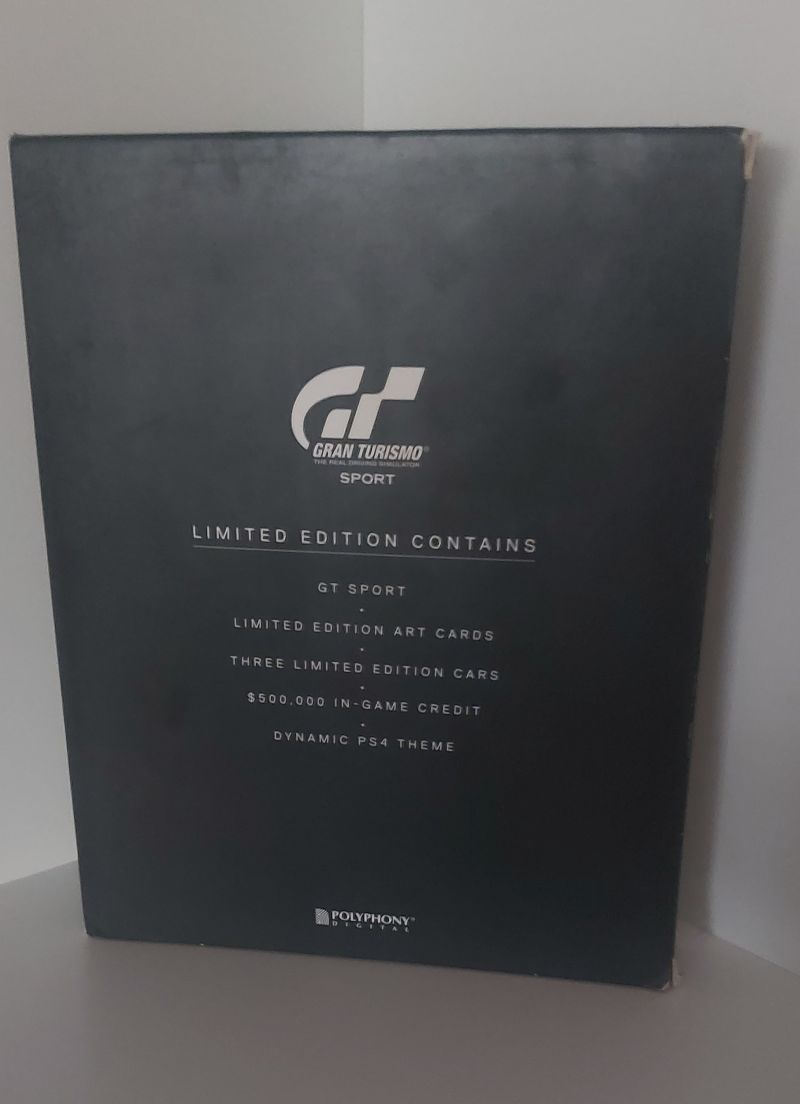 GT
GRAN TURISMO®
THE REAL DRIVING SIMULATOR
SPORT
LIMITED EDITION CONTAINS
GT SPORT
•
LIMITED EDITION ART CARDS
•
THREE LIMITED EDITION CARS
•
$500,000 IN-GAME CREDIT
•
DYNAMIC PS4 THEME
POLYPHONY®
DIGITAL